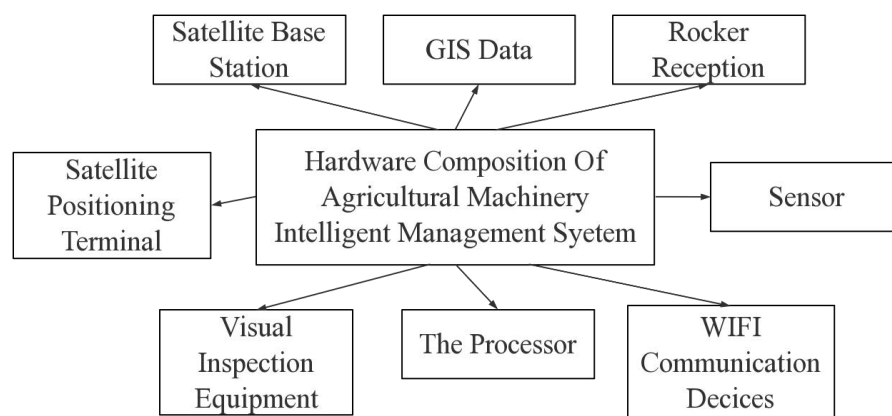 Satellite Base
Station
GIS Data
Rocker
Reception
Satellite
Positioning
Terminal
Hardware Composition Of
Agricultural Machinery
Intelligent Management Syetem
Sensor
Visual
Inspection
Equipment
The Processor
WIFI
Communication
Decices